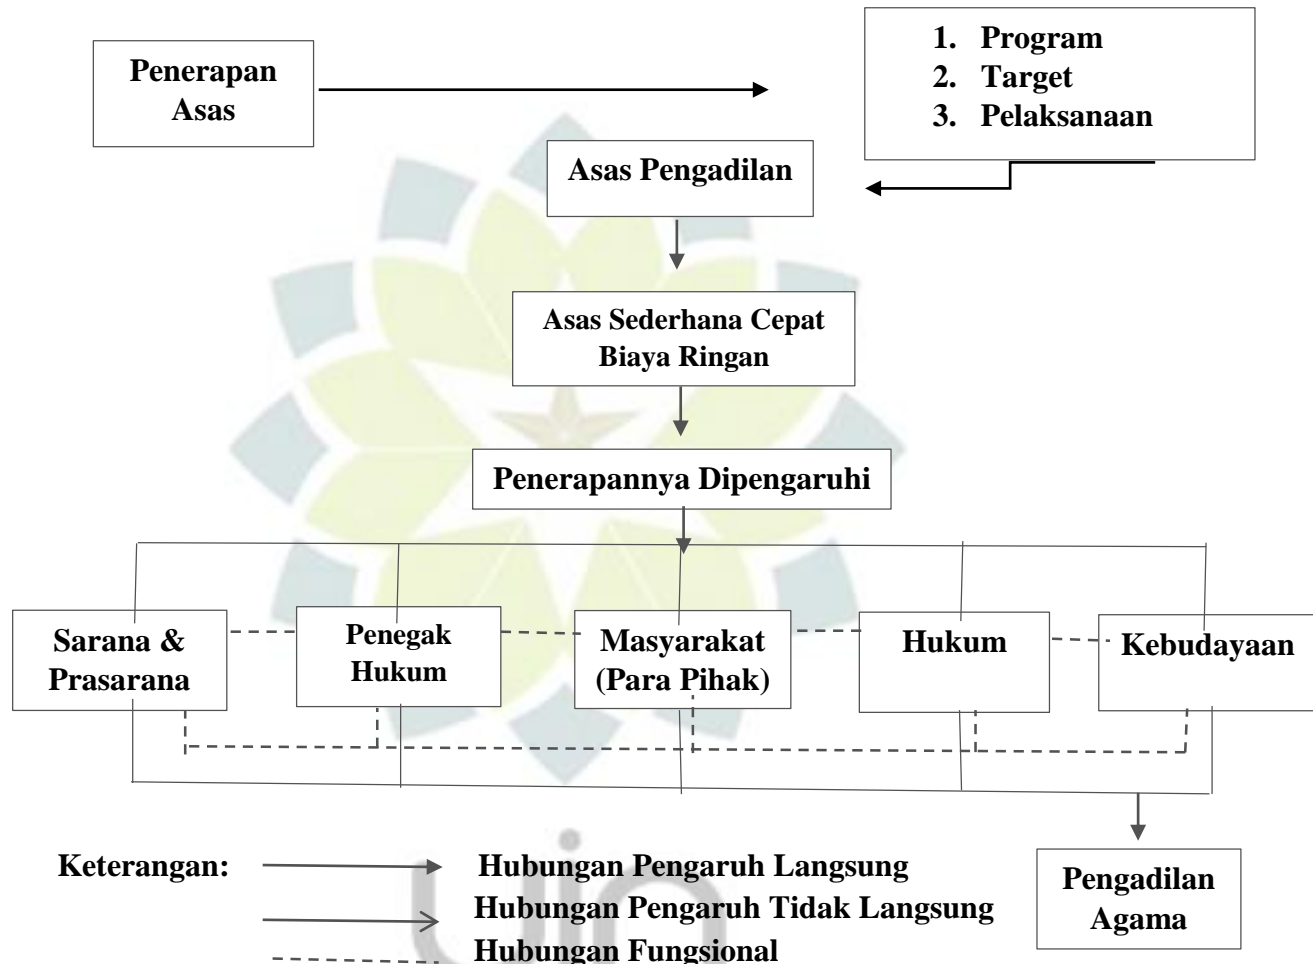 Penerapan
Asas
1. Program
2. Target
3. Pelaksanaan
Asas Pengadilan
Asas Sederhana Cepat
Biaya Ringan
Penerapannya Dipengaruhi
Sarana &
Prasarana
Penegak
Hukum
Masyarakat
(Para Pihak)
Hukum
Kebudayaan
Keterangan:
Hubungan Pengaruh Langsung
Hubungan Pengaruh Tidak Langsung
Hubungan Fungsional
Pengadilan
Agama
uin